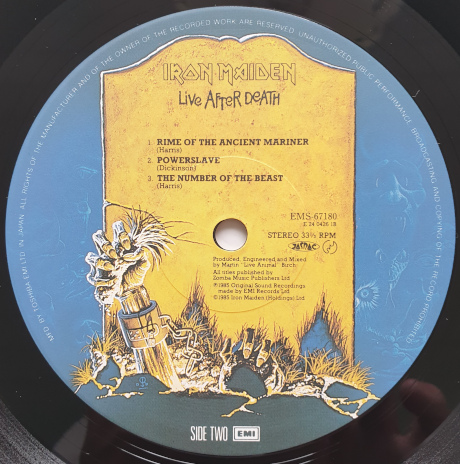 MFD. BY TOSHIBA EMI LTD. IN JAPAN. ALL RIGHTS OF THE MANUFACTURER AND OF THE OWNER OF THE RECORDED WORK ARE RESERVED. UNAUTHORIZED PUBLIC PERFORMANCE, BROADCASTING AND COPYING OF THE RECORD PROHIBITED
IRON MAIDEN
LIVE AFTER DEATH
1. RIME OF THE ANCIENT MARINER
(Harris)
2. POWERSLAVE
(Dickinson)
3. THE NUMBER OF THE BEAST
(Harris)
EMS-67180
STEREO 33⅓ RPM
Produced, Engineered and Mixed
by Martin "Live Animal" Birch
All titles published by
Zomba Music Publishers Ltd
℗1985 Original Sound Recordings
made by EMI Records Ltd
©1985 Iron Maiden (Holdings) Ltd
SIDE TWO EMI